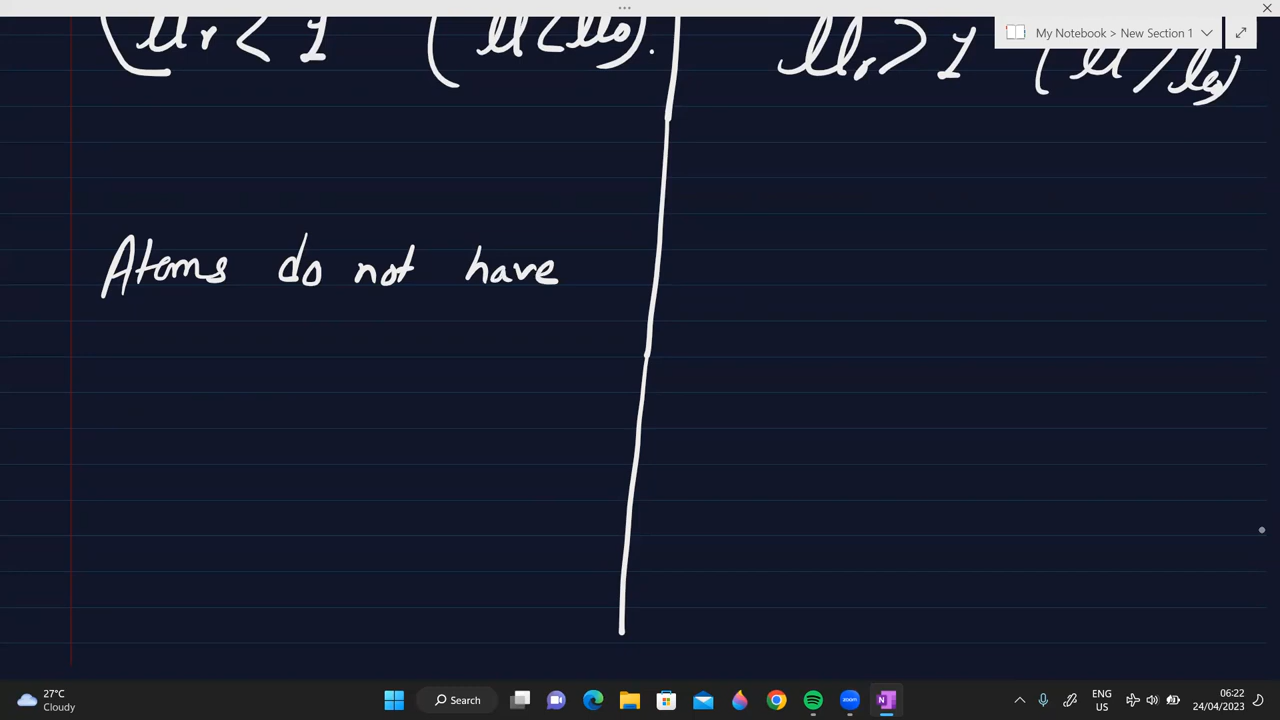 My Notebook > New Section 1
(μr < 1 (μ < μ0).
μr > 1 (μ > μ0)
Atoms do not have
27°C
Cloudy
Search
zoom
ENG
US
06:22
24/04/2023